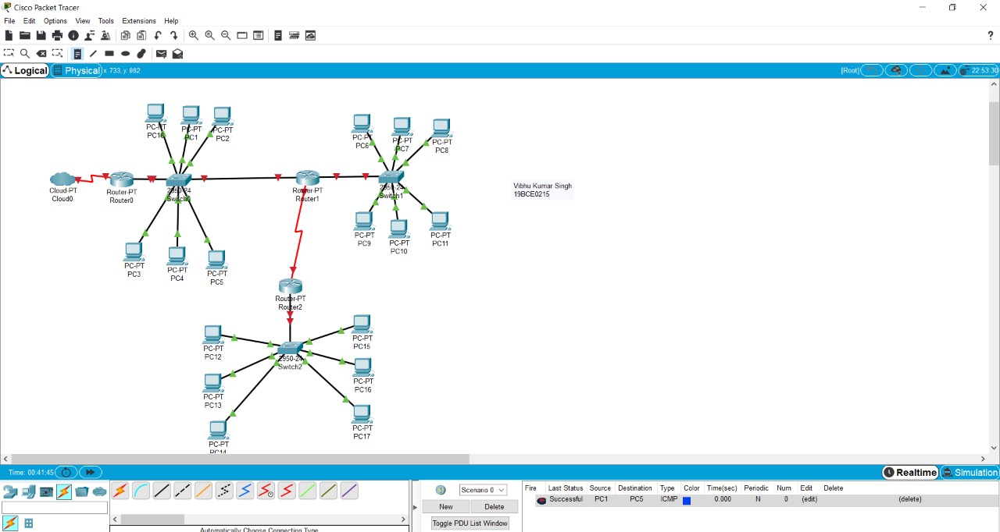 Cisco Packet Tracer
File Edit Options View Tools Extensions Help
?
Logical Physical x: 733, y: 862 [Root] 22:53:30
PC-PT
PC-PT
PC1
PC-PT
PC2
PC6
PC-PT
PC7
PC-PT
PC8
Cloud-PT
Cloud0
Router-PT
Router0
2950-24
Switch0
Router-PT
Router1
2950-24
Switch1
Vibhu Kumar Singh
19BCE0215
PC-PT
PC9
PC-PT
PC10
PC-PT
PC11
PC-PT
PC3
PC-PT
PC4
PC-PT
PC5
Router-PT
Router2
PC-PT
PC12
2950-24
Switch2
PC-PT
PC15
PC-PT
PC16
PC-PT
PC13
PC-PT
PC17
PC-PT
PC14
Time: 00:41:45 Realtime Simulation
Scenario 0
New Delete
Toggle PDU List Window
Fire Last Status Source Destination Type Color Time(sec) Periodic Num Edit Delete
Successful PC1 PC5 ICMP 0.000 N 0 (edit) (delete)
Automatically Choose Connection Type